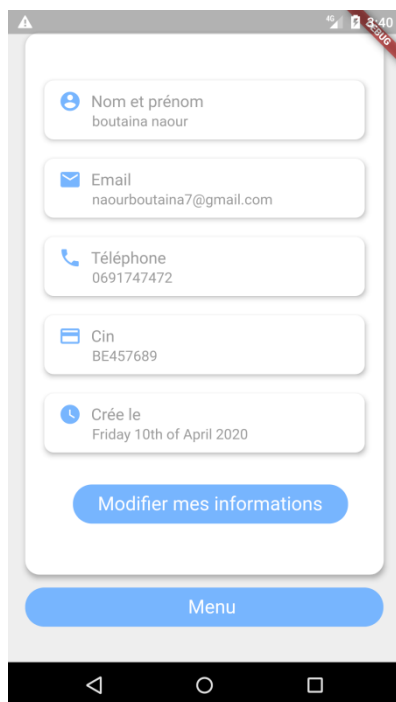 4G 3:40
DEBUG
Nom et prénom
boutaina naour
Email
naourboutaina7@gmail.com
Téléphone
0691747472
Cin
BE457689
Crée le
Friday 10th of April 2020
Modifier mes informations
Menu